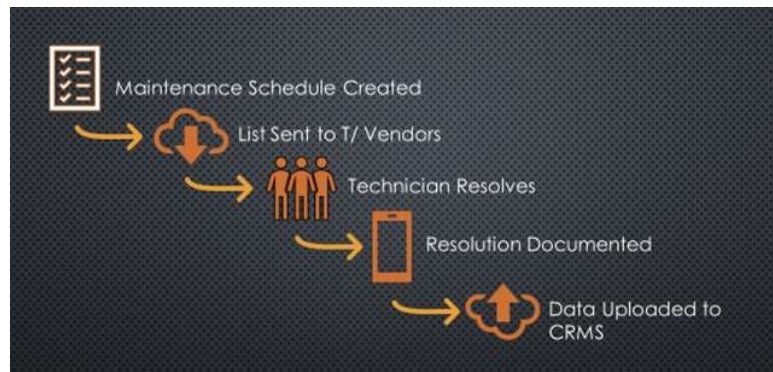 Maintenance Schedule Created
List Sent to T/ Vendors
Technician Resolves
Resolution Documented
Data Uploaded to
CRMS